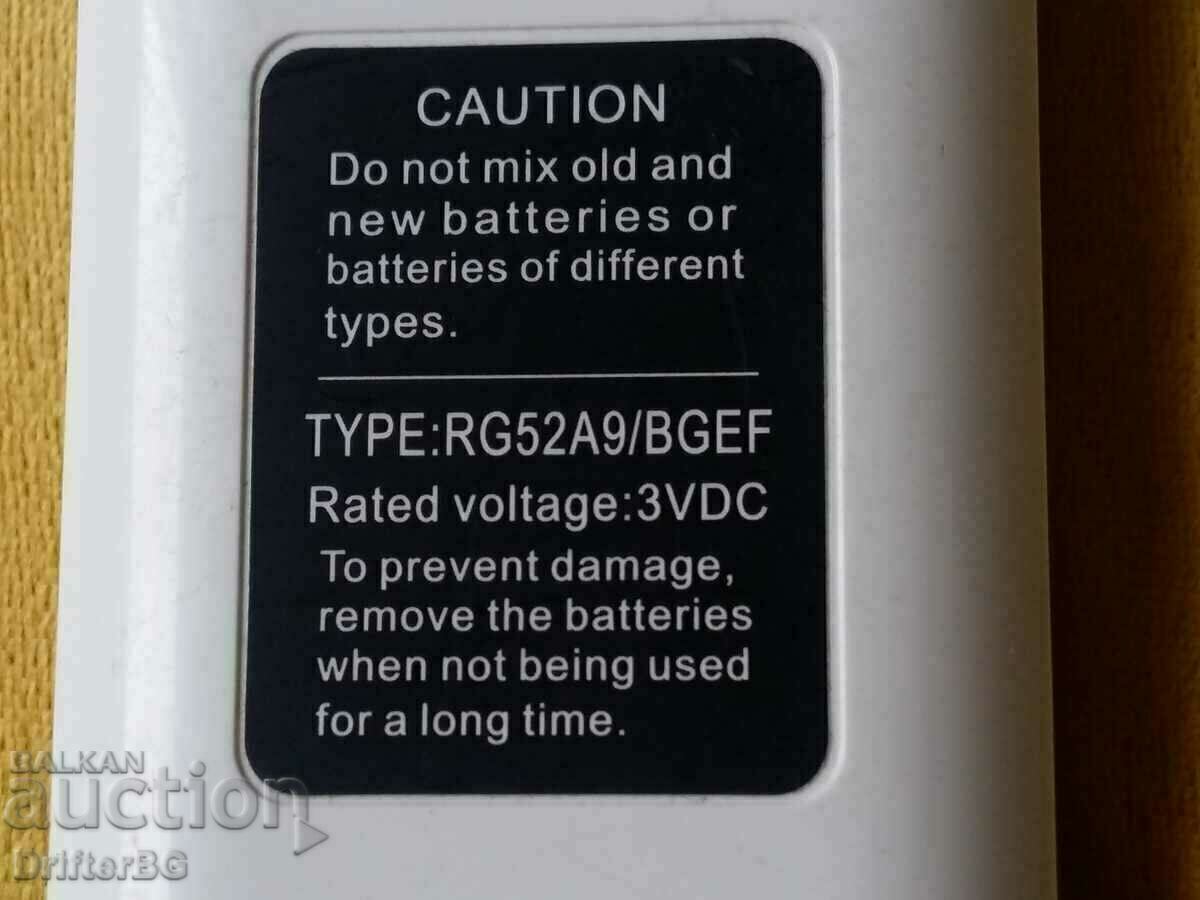 CAUTION
Do not mix old and
new batteries or
batteries of different
types.
TYPE:RG52A9/BGEF
Rated voltage:3VDC
To prevent damage,
remove the batteries
when not being used
for a long time.
BALKAN
auction
DrifterBG